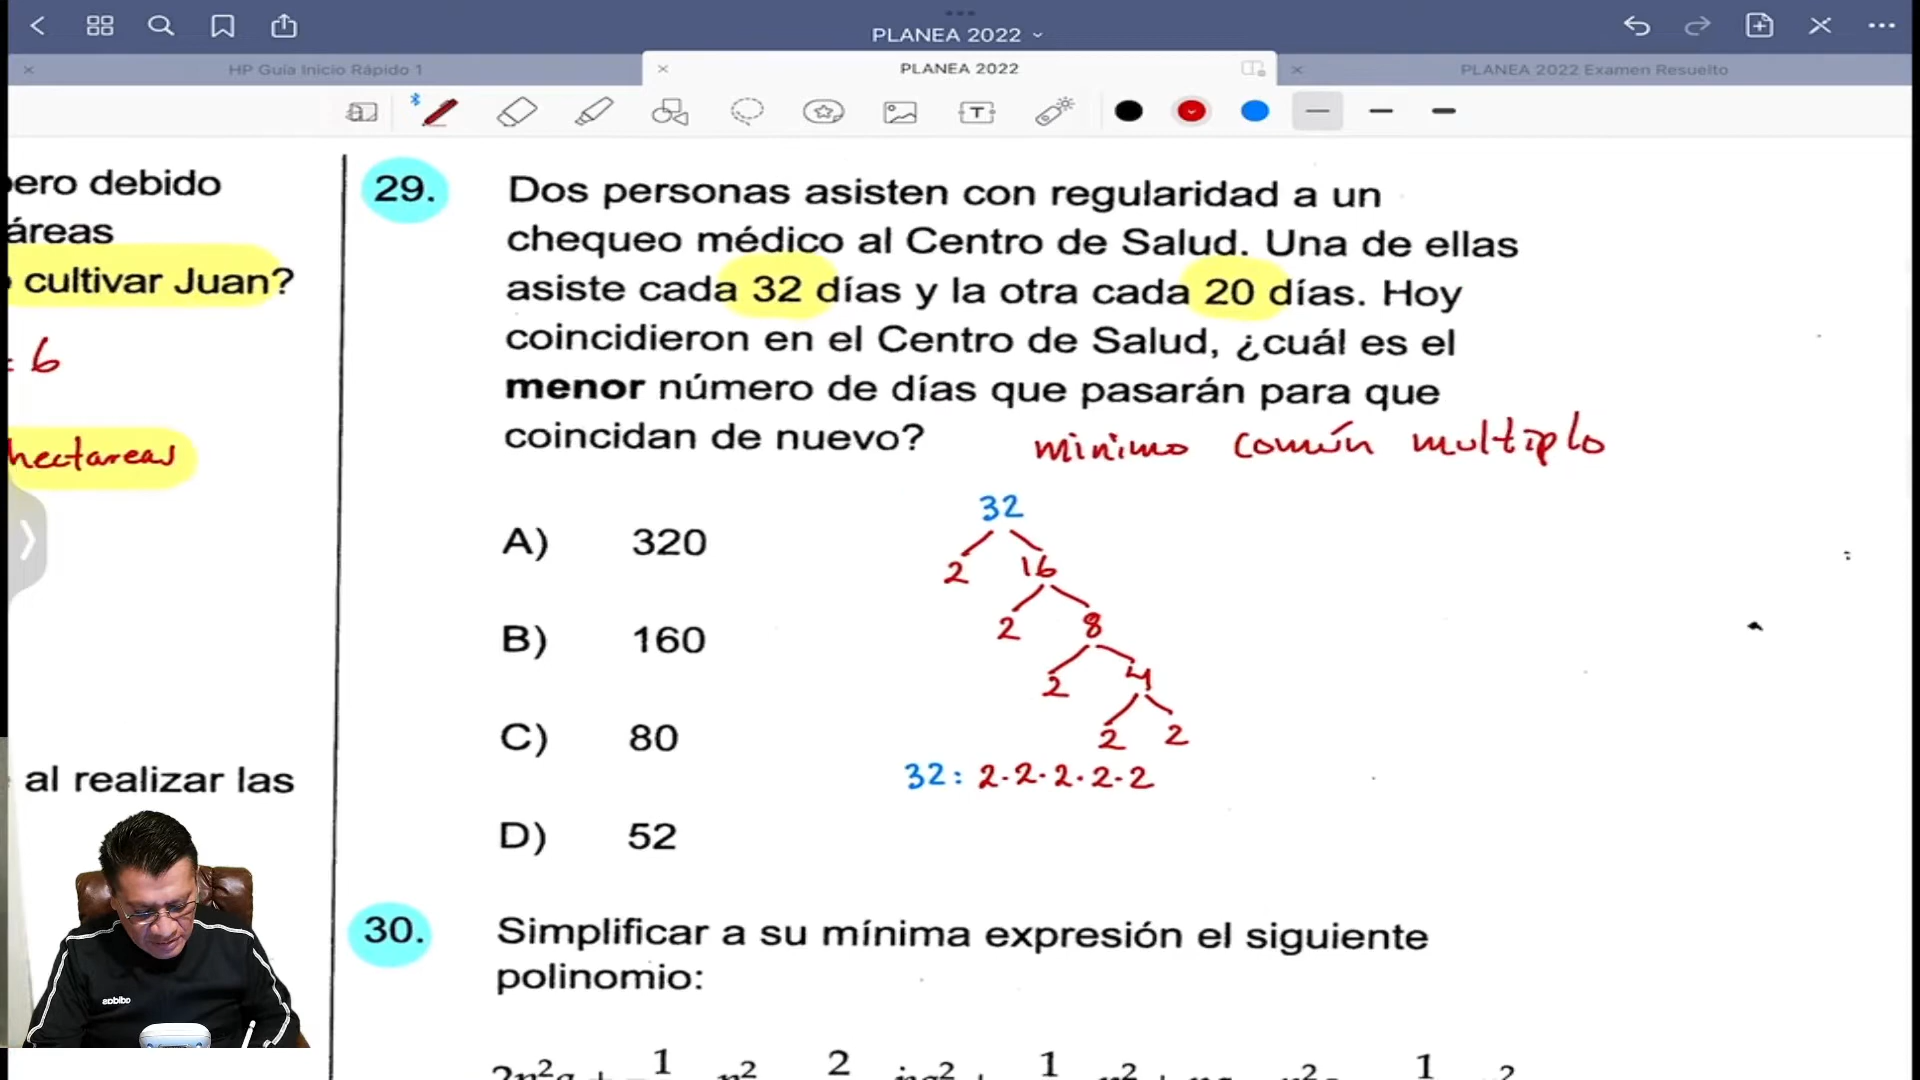 PLANEA 2022
HP Guía Inicio Rápido 1
PLANEA 2022
PLANEA 2022 Examen Resuelto
ero debido
áreas
cultivar Juan?
= 6
hectareas
al realizar las
29. Dos personas asisten con regularidad a un
chequeo médico al Centro de Salud. Una de ellas
asiste cada 32 días y la otra cada 20 días. Hoy
coincidieron en el Centro de Salud, ¿cuál es el
menor número de días que pasarán para que
coincidan de nuevo?
minimo común multiplo
A) 320
B) 160
C) 80
D) 52
32
2 16
2 8
2 4
2 2
32: 2·2·2·2·2
30. Simplificar a su mínima expresión el siguiente
polinomio:
adidas